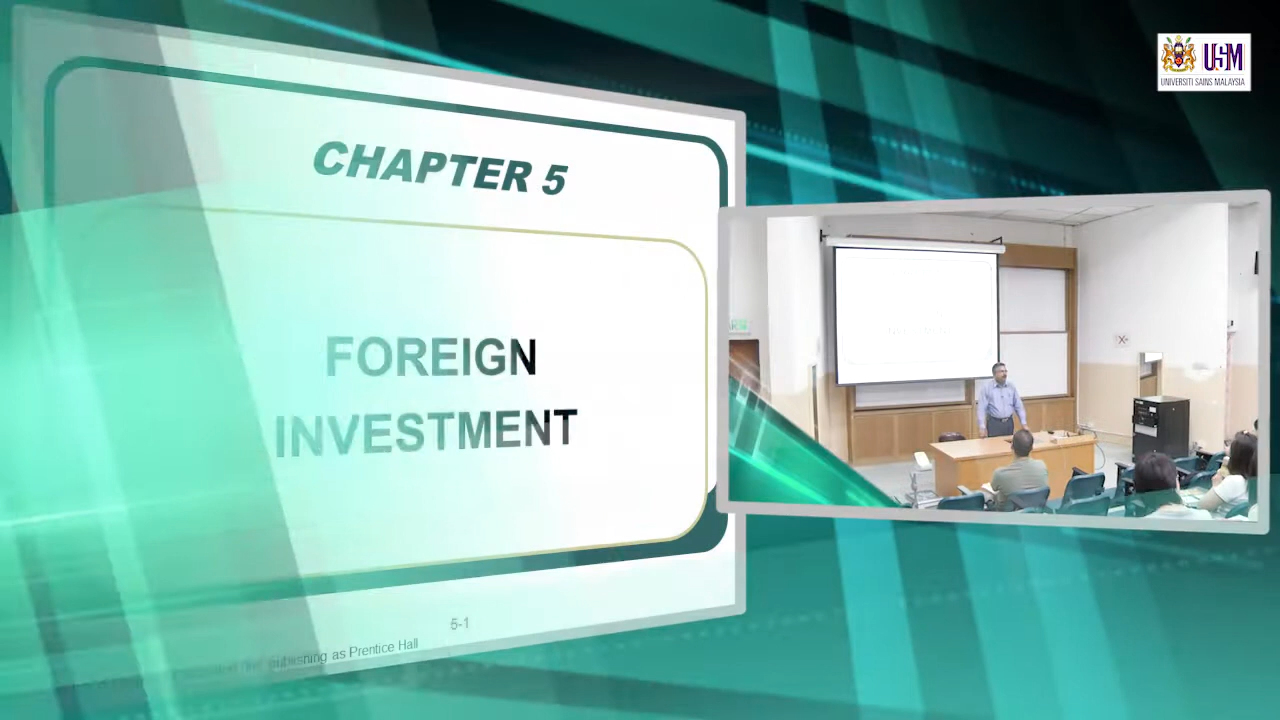 CHAPTER 5
FOREIGN
INVESTMENT
5-1
publishing as Prentice Hall
USM
UNIVERSITI SAINS MALAYSIA